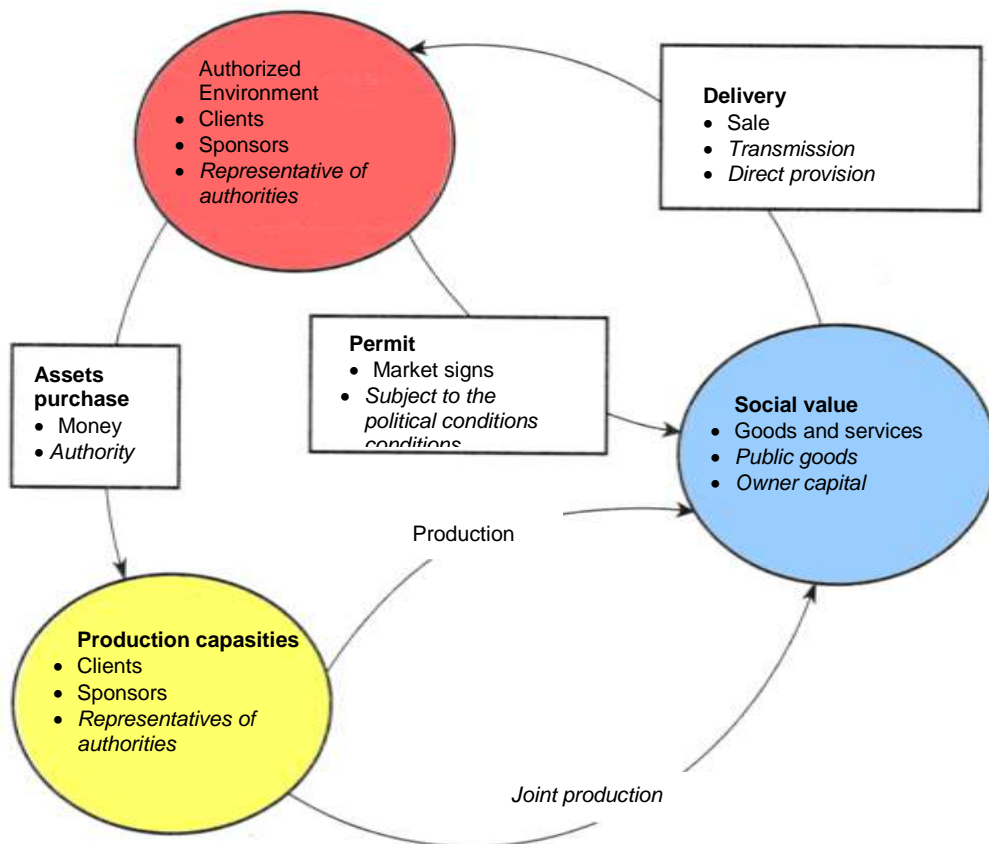 Authorized
Environment
• Clients
• Sponsors
• Representative of
authorities
Delivery
• Sale
• Transmission
• Direct provision
Assets
purchase
• Money
• Authority
Permit
• Market signs
• Subject to the
political conditions
conditions
Social value
• Goods and services
• Public goods
• Owner capital
Production
Production capasities
• Clients
• Sponsors
• Representatives of
authorities
Joint production